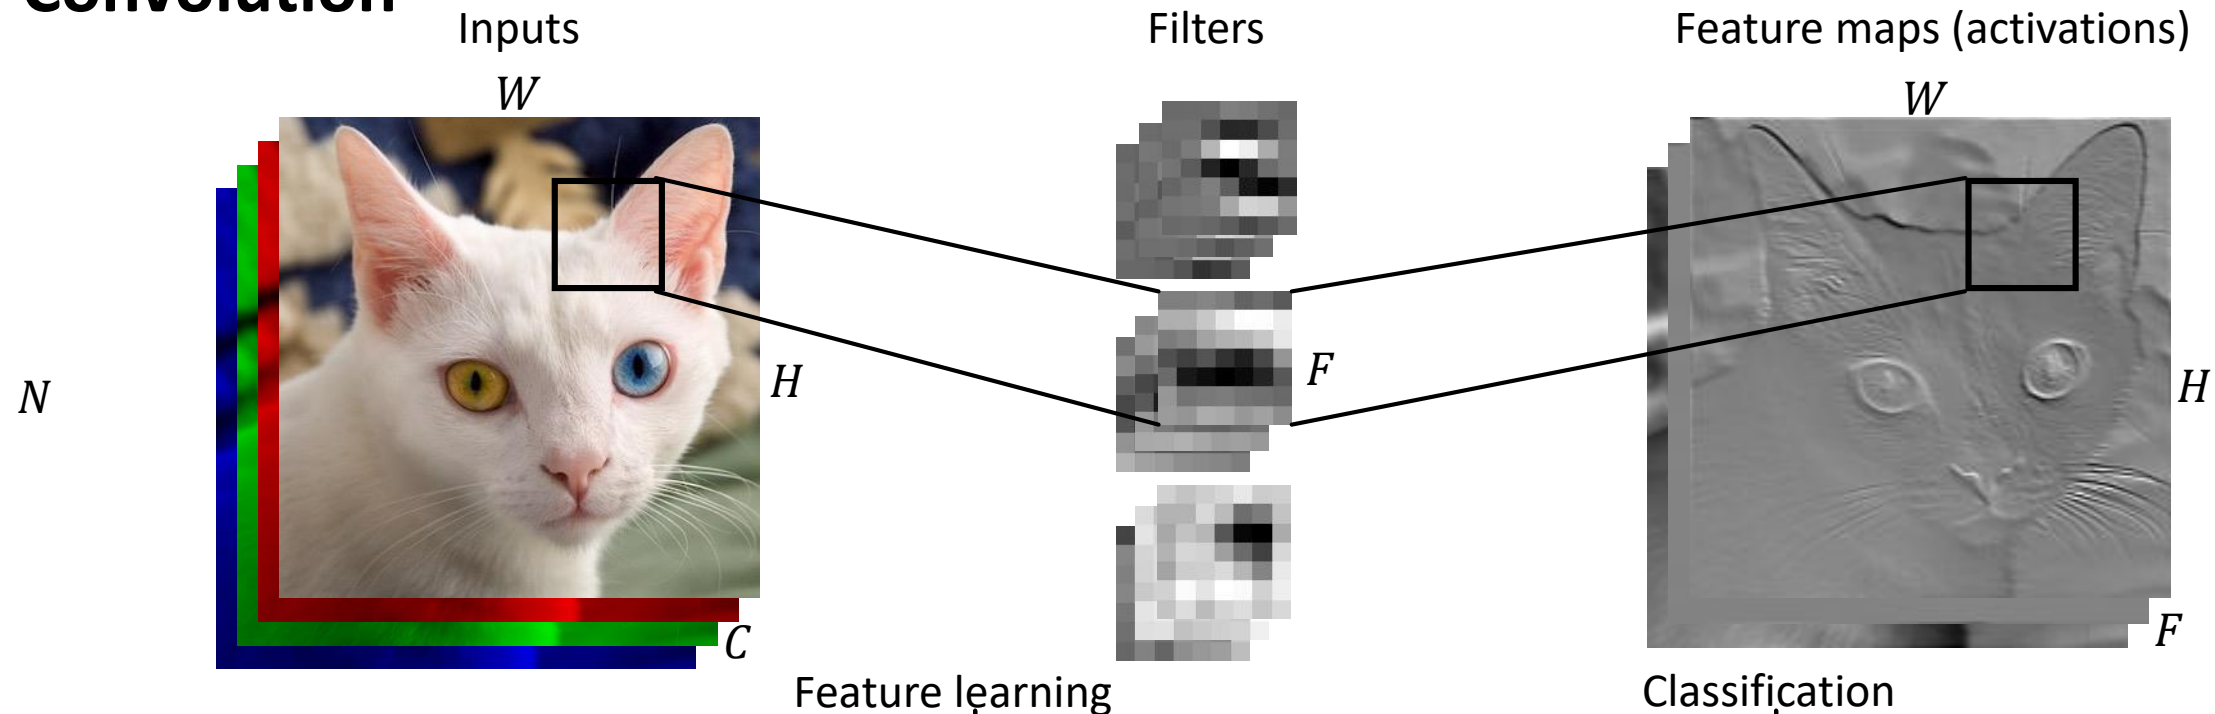 Convolution
Inputs
Filters
Feature maps (activations)
W
W
N
H
F
H
C
F
Feature learning
Classification